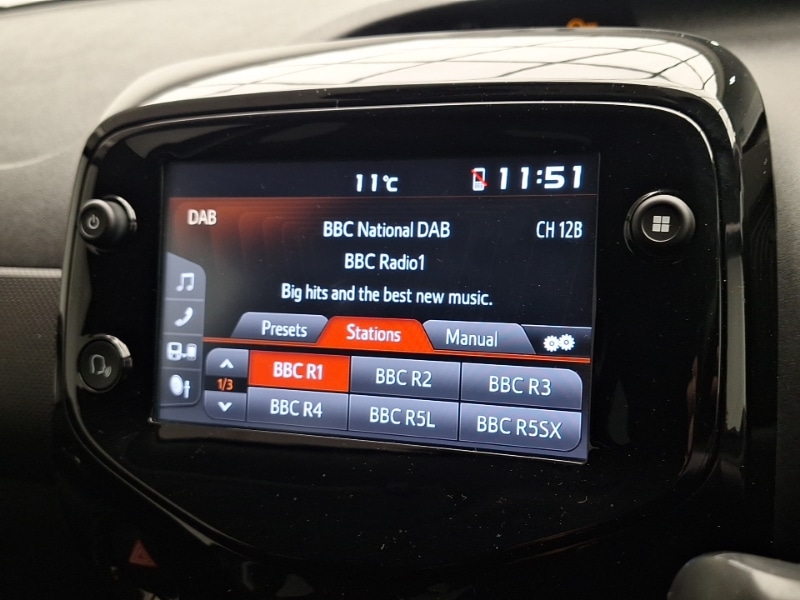 11°C 11:51
DAB
BBC National DAB CH 12B
BBC Radio1
Big hits and the best new music.
Presets Stations Manual
1/3
BBC R1 BBC R2 BBC R3
BBC R4 BBC R5L BBC R5SX